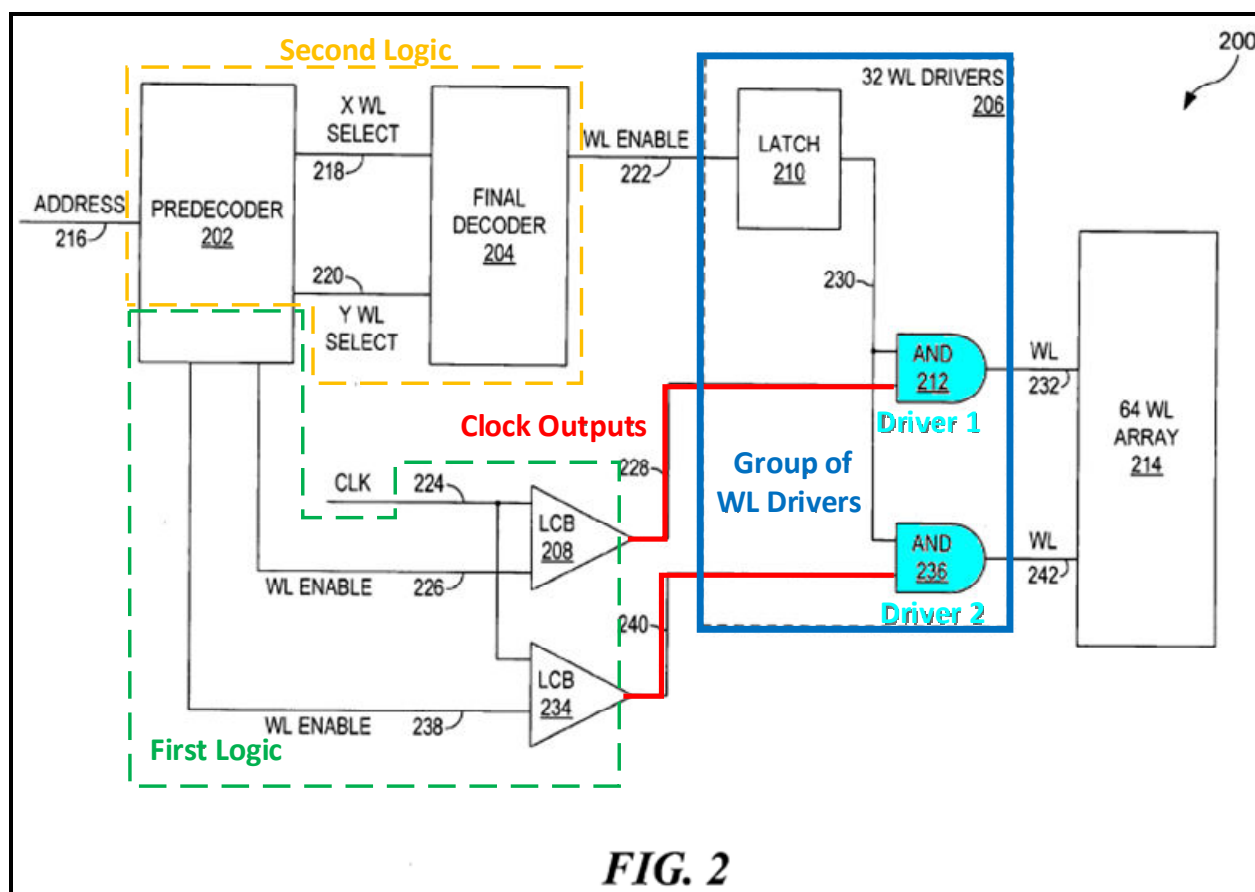 200
Second Logic
32 WL DRIVERS
206
X WL
SELECT
218
WL ENABLE
222
LATCH
210
ADDRESS
216
PREDECODER
202
FINAL
DECODER
204
220
Y WL
SELECT
230
AND
212
WL
232
Driver 1
64 WL
ARRAY
214
Clock Outputs
228
Group of
WL Drivers
CLK
224
LCB
208
WL ENABLE
226
AND
236
WL
242
Driver 2
240
LCB
234
WL ENABLE
238
First Logic
FIG. 2